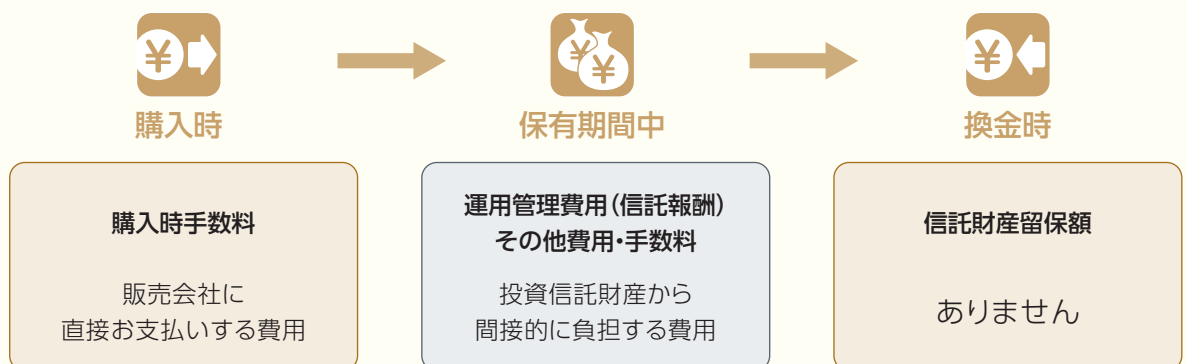 購入時
保有期間中
換金時
購入時手数料
販売会社に
直接お支払いする費用
運用管理費用(信託報酬)
その他費用・手数料
投資信託財産から
間接的に負担する費用
信託財産留保額
ありません